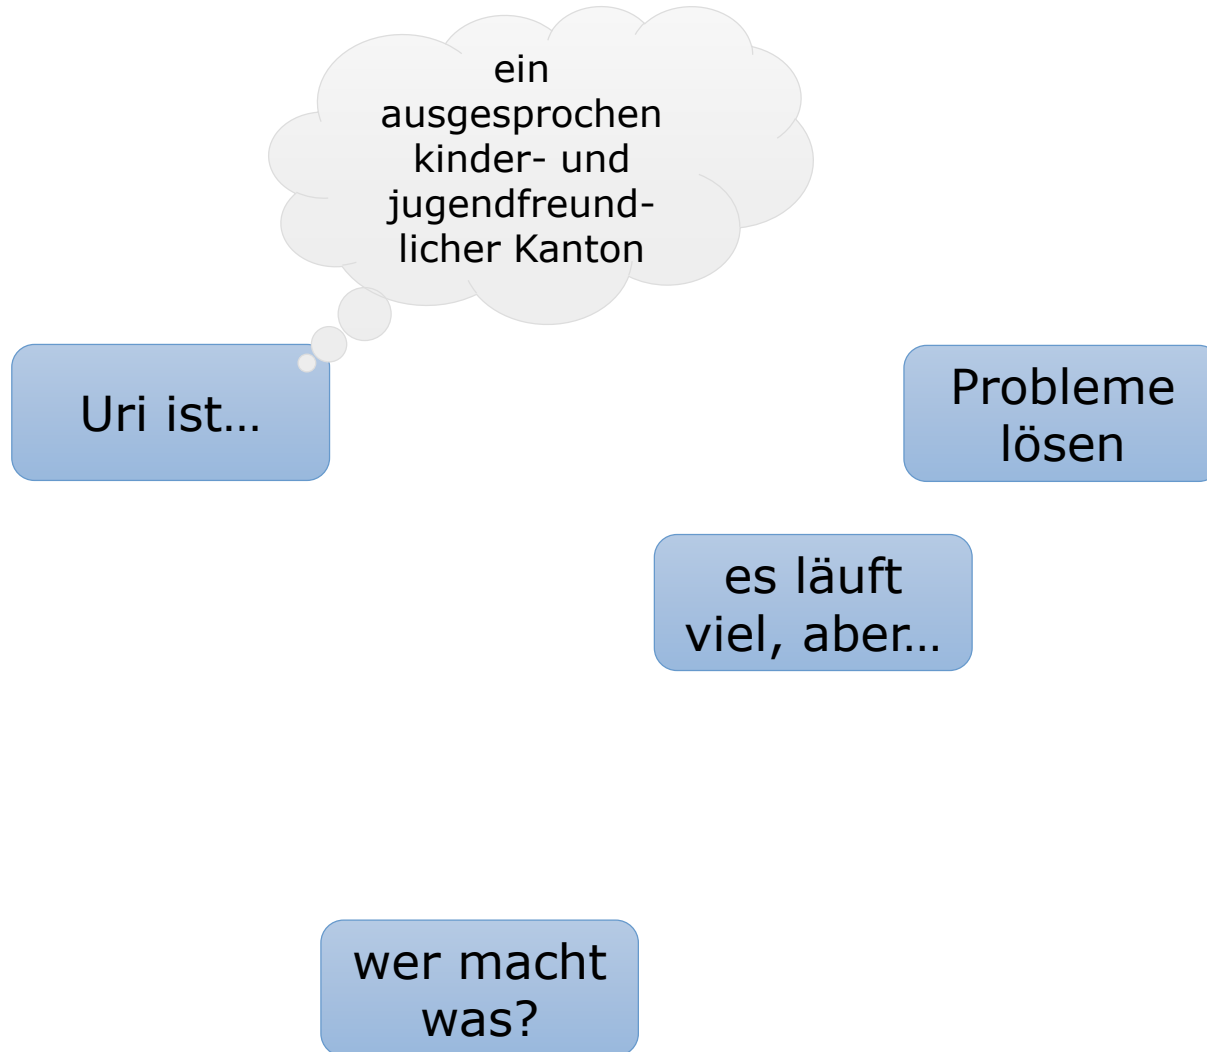 ein
ausgesprochen
kinder- und
jugendfreund-
licher Kanton
Uri ist...
Probleme
lösen
es läuft
viel, aber...
wer macht
was?